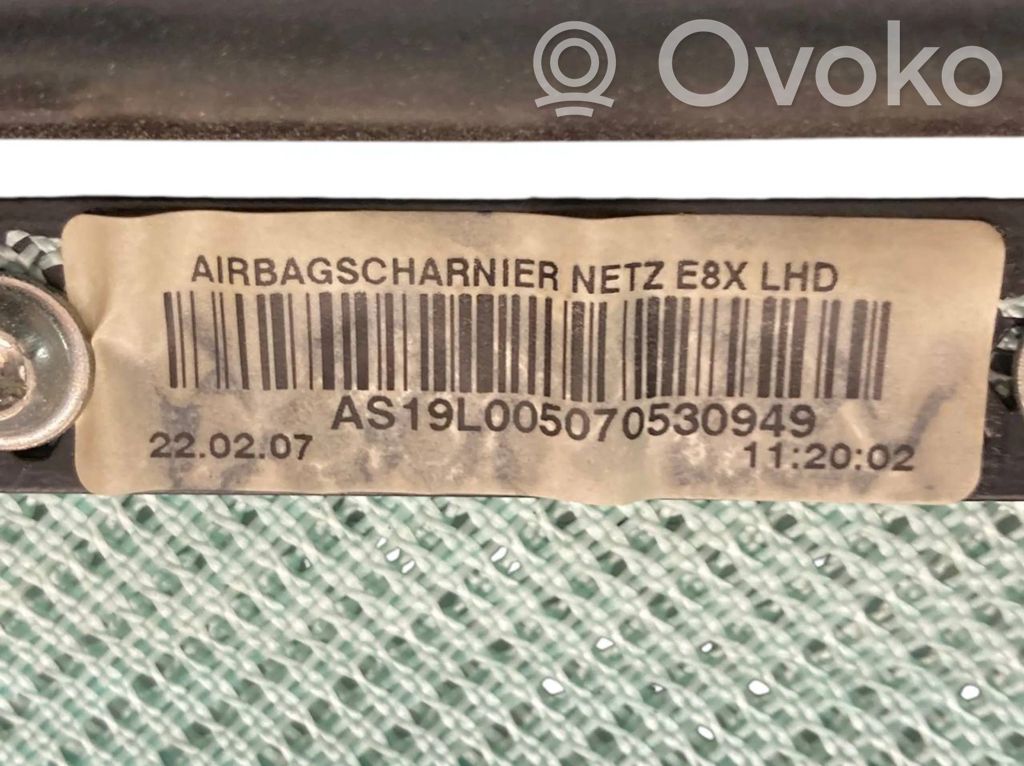 Ovoko
AIRBAGSCHARNIER NETZ E8X LHD
AS19L005070530949
22.02.07 11:20:02